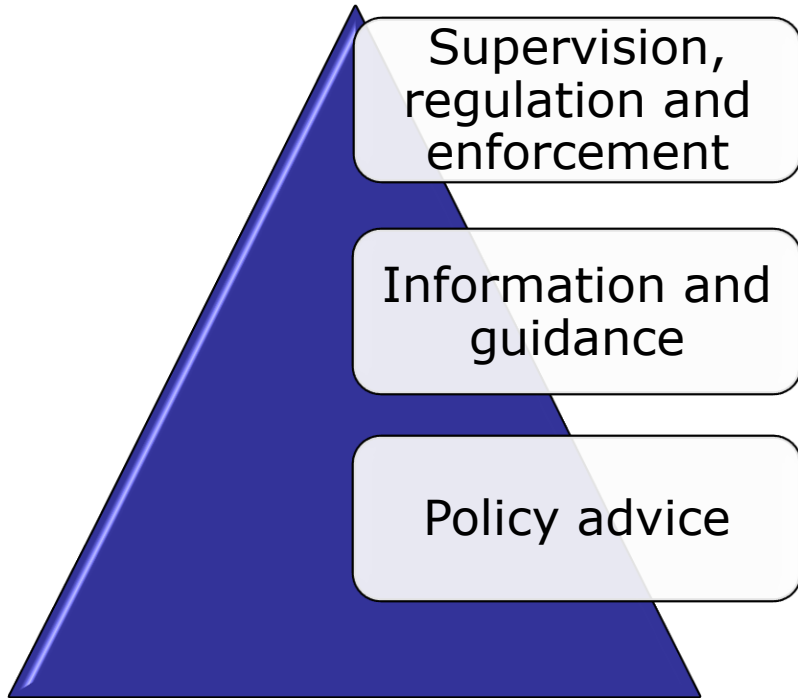 Supervision,
regulation and
enforcement
Information and
guidance
Policy advice